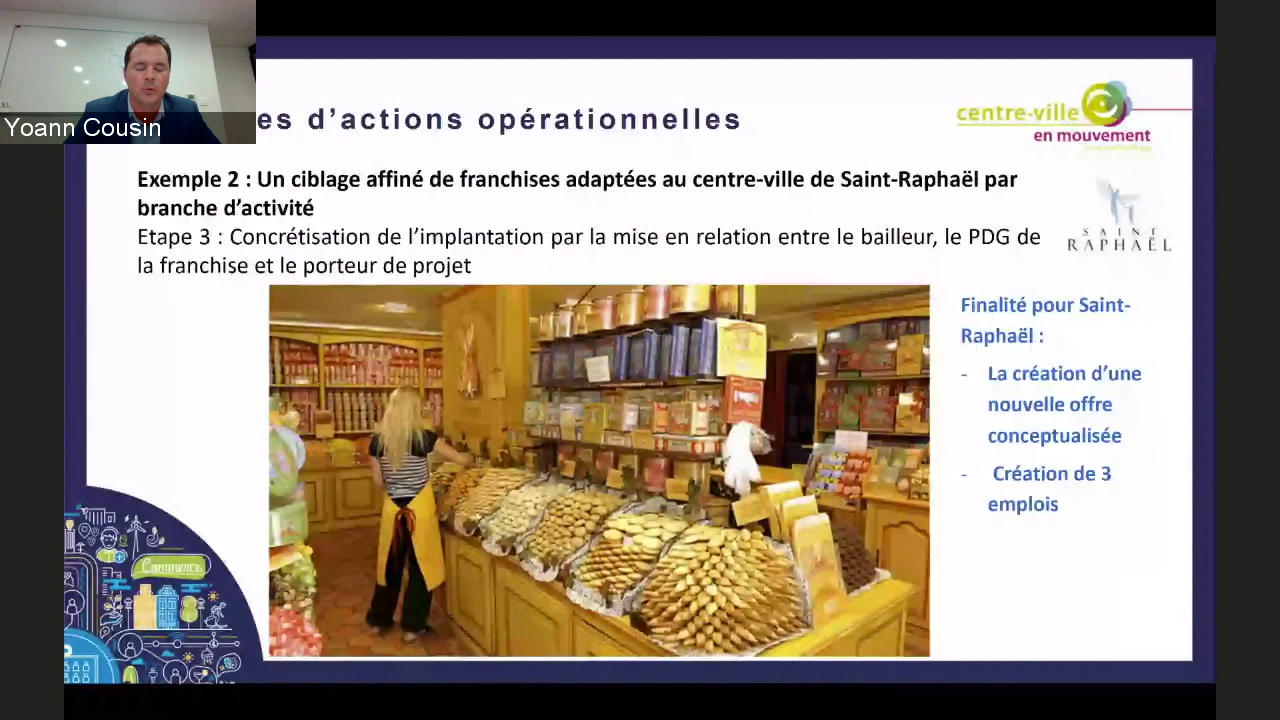 Yoann Cousin
es d’actions opérationnelles
centre-ville
en mouvement
Exemple 2 : Un ciblage affiné de franchises adaptées au centre-ville de Saint-Raphaël par
branche d’activité
Etape 3 : Concrétisation de l’implantation par la mise en relation entre le bailleur, le PDG de
la franchise et le porteur de projet
SAINT
RAPHAËL
Finalité pour Saint-
Raphaël :
- La création d’une
nouvelle offre
conceptualisée
- Création de 3
emplois
Commerce